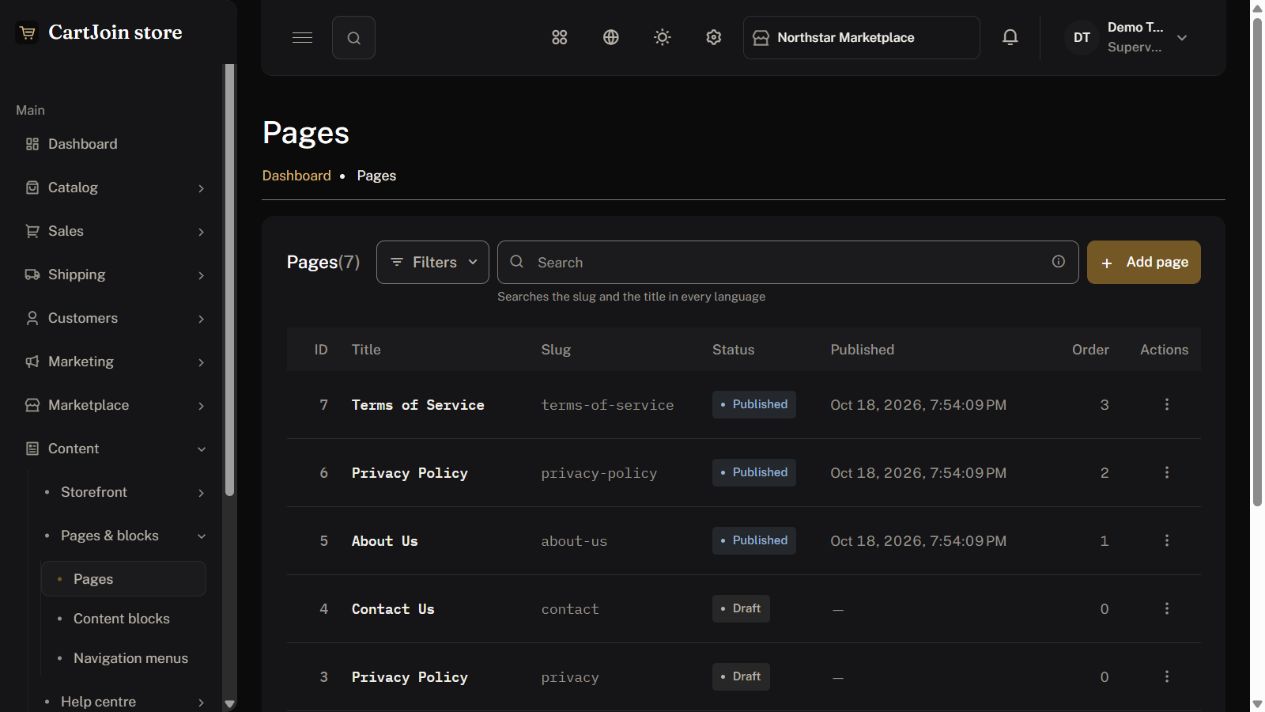 CartJoin store
Northstar Marketplace
DT
Demo T...
Superv...
Main
Dashboard
Catalog
Sales
Shipping
Customers
Marketing
Marketplace
Content
Storefront
Pages & blocks
Pages
Content blocks
Navigation menus
Help centre
Pages
Dashboard • Pages
Pages(7)
Filters
Search
Add page
Searches the slug and the title in every language
ID Title Slug Status Published Order Actions
7 Terms of Service terms-of-service • Published Oct 18, 2026, 7:54:09 PM 3
6 Privacy Policy privacy-policy • Published Oct 18, 2026, 7:54:09 PM 2
5 About Us about-us • Published Oct 18, 2026, 7:54:09 PM 1
4 Contact Us contact • Draft — 0
3 Privacy Policy privacy • Draft — 0